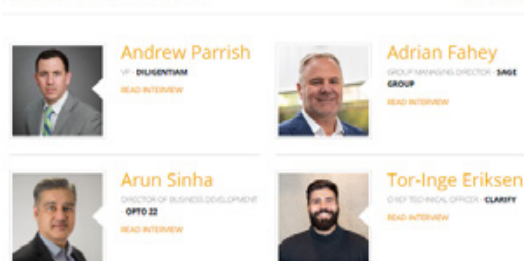 Andrew Parrish
VP - DILIGENTIAM
READ INTERVIEW
Adrian Fahey
GROUP MANAGING DIRECTOR - SAGE
GROUP
READ INTERVIEW
Arun Sinha
DIRECTOR OF BUSINESS DEVELOPMENT
- OPTO 22
READ INTERVIEW
Tor-Inge Eriksen
CHIEF TECHNICAL OFFICER - CLARIFY
READ INTERVIEW